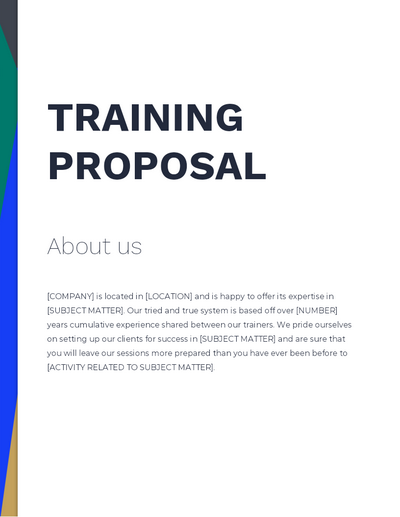 TRAINING
PROPOSAL
About us
[COMPANY] is located in [LOCATION] and is happy to offer its expertise in
[SUBJECT MATTER]. Our tried and true system is based off over [NUMBER]
years cumulative experience shared between our trainers. We pride ourselves
on setting up our clients for success in [SUBJECT MATTER] and are sure that
you will leave our sessions more prepared than you have ever been before to
[ACTIVITY RELATED TO SUBJECT MATTER].